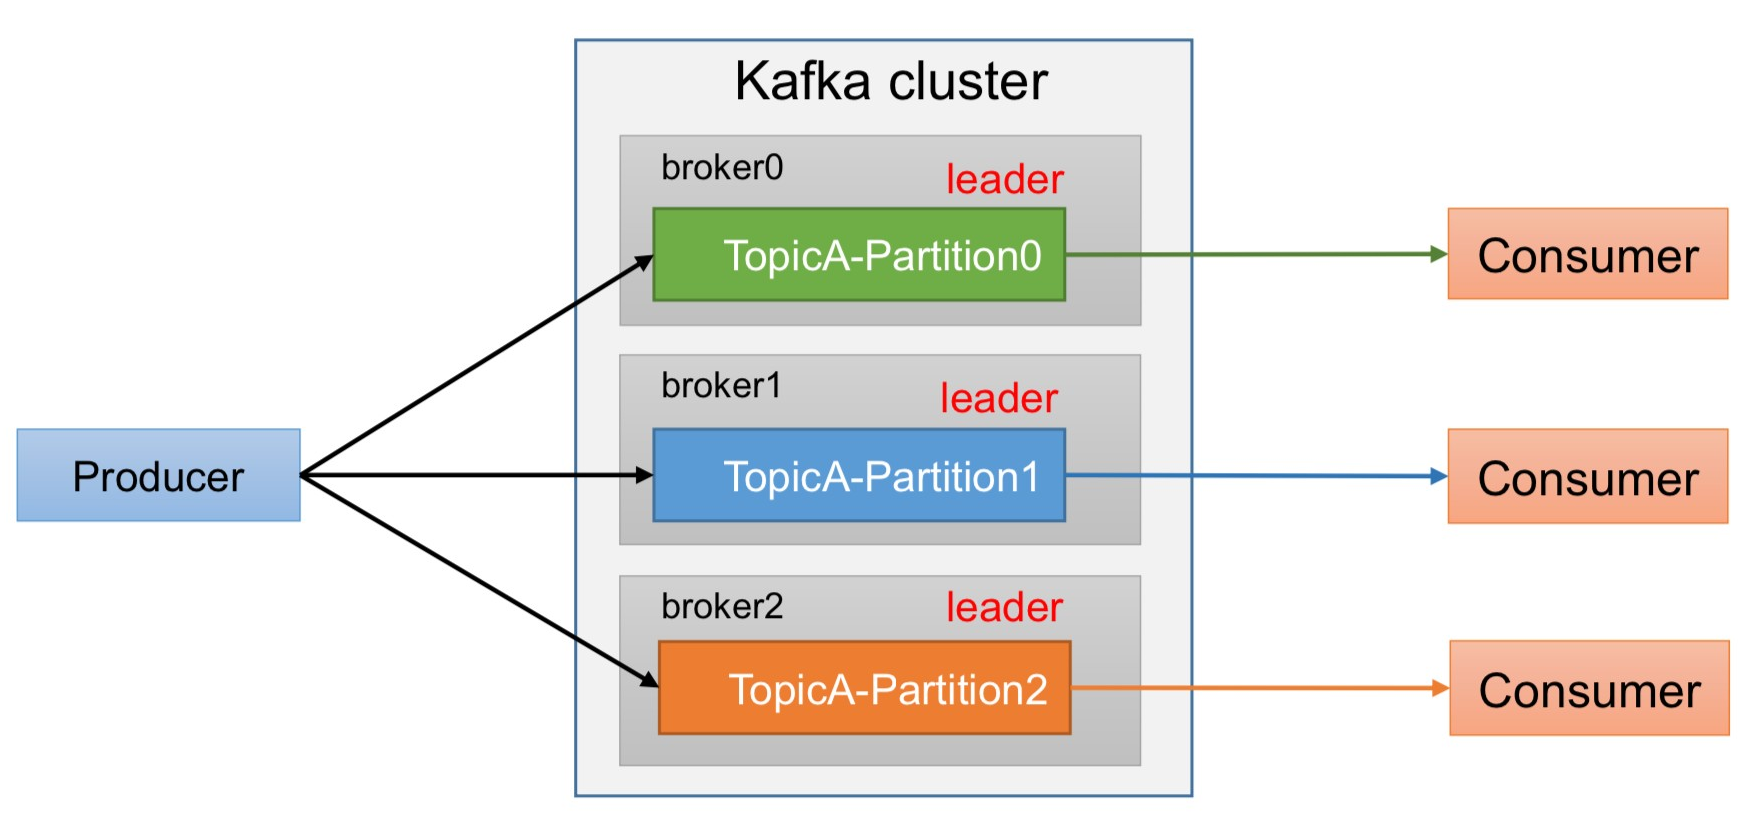 Kafka cluster
broker0
leader
TopicA-Partition0
Consumer
broker1
leader
Producer
TopicA-Partition1
Consumer
broker2
leader
TopicA-Partition2
Consumer